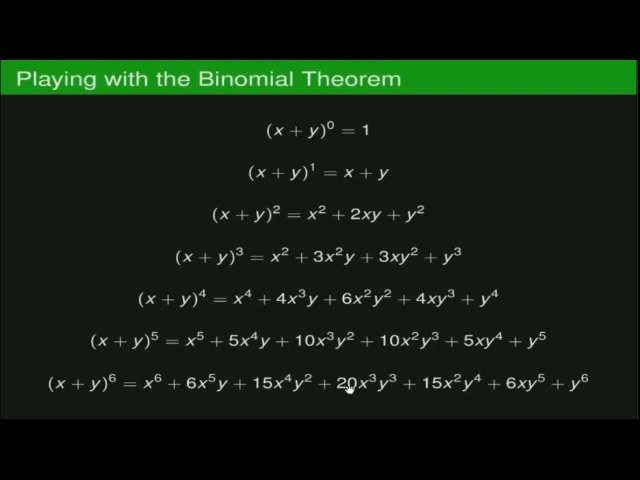 Playing with the Binomial Theorem
(x + y)⁰ = 1
(x + y)¹ = x + y
(x + y)² = x² + 2xy + y²
(x + y)³ = x² + 3x²y + 3xy² + y³
(x + y)⁴ = x⁴ + 4x³y + 6x²y² + 4xy³ + y⁴
(x + y)⁵ = x⁵ + 5x⁴y + 10x³y² + 10x²y³ + 5xy⁴ + y⁵
(x + y)⁶ = x⁶ + 6x⁵y + 15x⁴y² + 20x³y³ + 15x²y⁴ + 6xy⁵ + y⁶